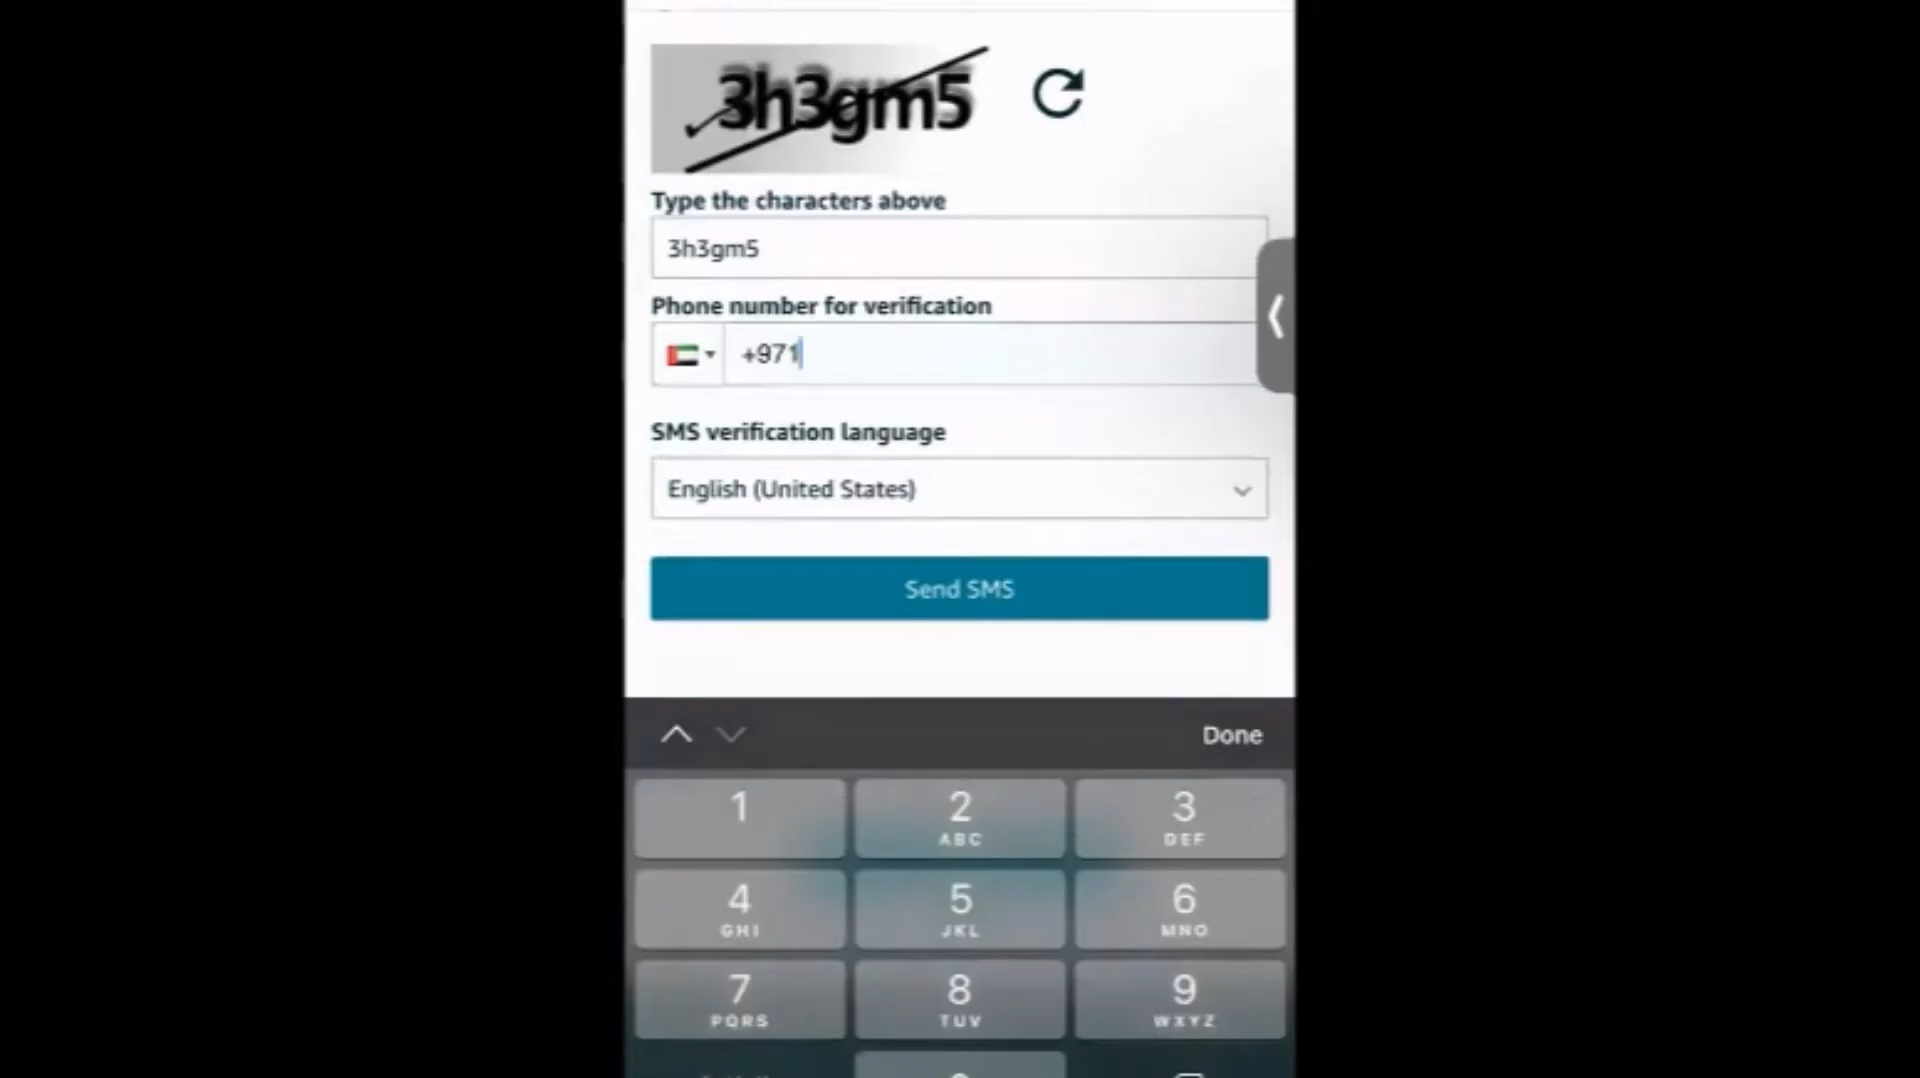 3h3gm5
Type the characters above
3h3gm5
Phone number for verification
+971
SMS verification language
English (United States)
Send SMS
Done
1
2
ABC
3
DEF
4
GHI
5
JKL
6
MNO
7
PQRS
8
TUV
9
WXYZ